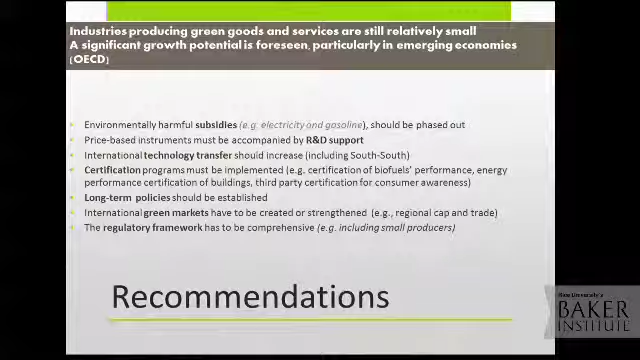 Industries producing green goods and services are still relatively small
A significant growth potential is foreseen, particularly in emerging economies
(OECD)
• Environmentally harmful subsidies (e.g. electricity and gasoline), should be phased out
• Price-based instruments must be accompanied by R&D support
• International technology transfer should increase (including South-South)
• Certification programs must be implemented (e.g. certification of biofuels' performance, energy
performance certification of buildings, third party certification for consumer awareness)
• Long-term policies should be established
• International green markets have to be created or strengthened (e.g., regional cap and trade)
• The regulatory framework has to be comprehensive (e.g. including small producers)
Recommendations
Rice University's
BAKER
INSTITUTE